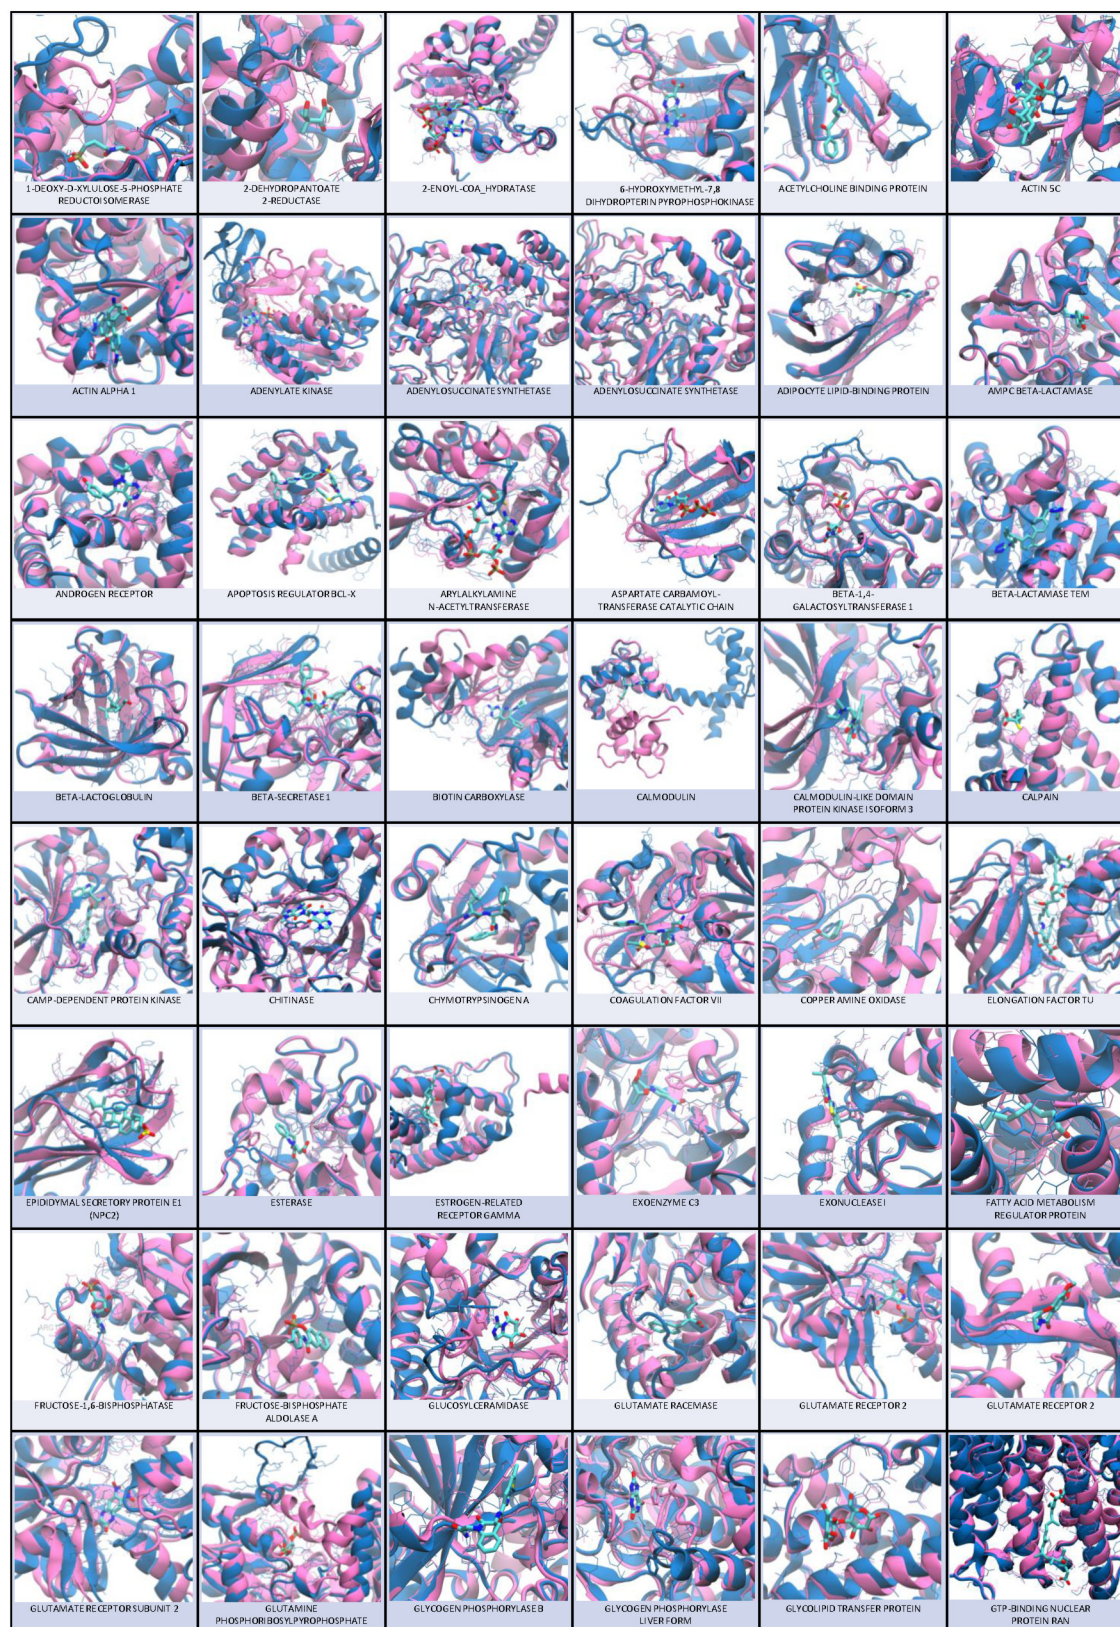 1-DEOXY-D-XYLULOSE-5-PHOSPHATE
REDUCTOISOMERASE
2-DEHYDROPANTOATE
2-REDUCTASE
2-ENOYL-COA_HYDRATASE
6-HYDROXYMETHYL-7,8
DIHYDROPTERIN PYROPHOSPHOKINASE
ACETYLCHOLINE BINDING PROTEIN
ACTIN 5C
ACTIN ALPHA 1
ADENYLATE KINASE
ADENYLOSUCCINATE SYNTHETASE
ADENYLOSUCCINATE SYNTHETASE
ADIPOCYTE LIPID-BINDING PROTEIN
AMPC BETA-LACTAMASE
ANDROGEN RECEPTOR
APOPTOSIS REGULATOR BCL-X
ARYLALKYLAMINE
N-ACETYLTRANSFERASE
ASPARTATE CARBAMOYL-
TRANSFERASE CATALYTIC CHAIN
BETA-1,4-
GALACTOSYLTRANSFERASE 1
BETA-LACTAMASE TEM
BETA-LACTOGLOBULIN
BETA-SECRETASE 1
BIOTIN CARBOXYLASE
CALMODULIN
CALMODULIN-LIKE DOMAIN
PROTEIN KINASE ISOFORM 3
CALPAIN
CAMP-DEPENDENT PROTEIN KINASE
CHITINASE
CHYMOTRYPSINOGEN A
COAGULATION FACTOR VII
COPPER AMINE OXIDASE
ELONGATION FACTOR TU
EPIDIDYMAL SECRETORY PROTEIN E1
(NPC2)
ESTERASE
ESTROGEN-RELATED
RECEPTOR GAMMA
EXOENZYME C3
EXONUCLEASE I
FATTY ACID METABOLISM
REGULATOR PROTEIN
FRUCTOSE-1,6-BISPHOSPHATASE
FRUCTOSE-BISPHOSPHATE
ALDOLASE A
GLUCOSYLCERAMIDASE
GLUTAMATE RACEMASE
GLUTAMATE RECEPTOR 2
GLUTAMATE RECEPTOR 2
GLUTAMATE RECEPTOR SUBUNIT 2
GLUTAMINE
PHOSPHORIBOSYLPYROPHOSPHATE
GLYCOGEN PHOSPHORYLASE B
GLYCOGEN PHOSPHORYLASE
LIVER FORM
GLYCOLIPID TRANSFER PROTEIN
GTP-BINDING NUCLEAR
PROTEIN RAN